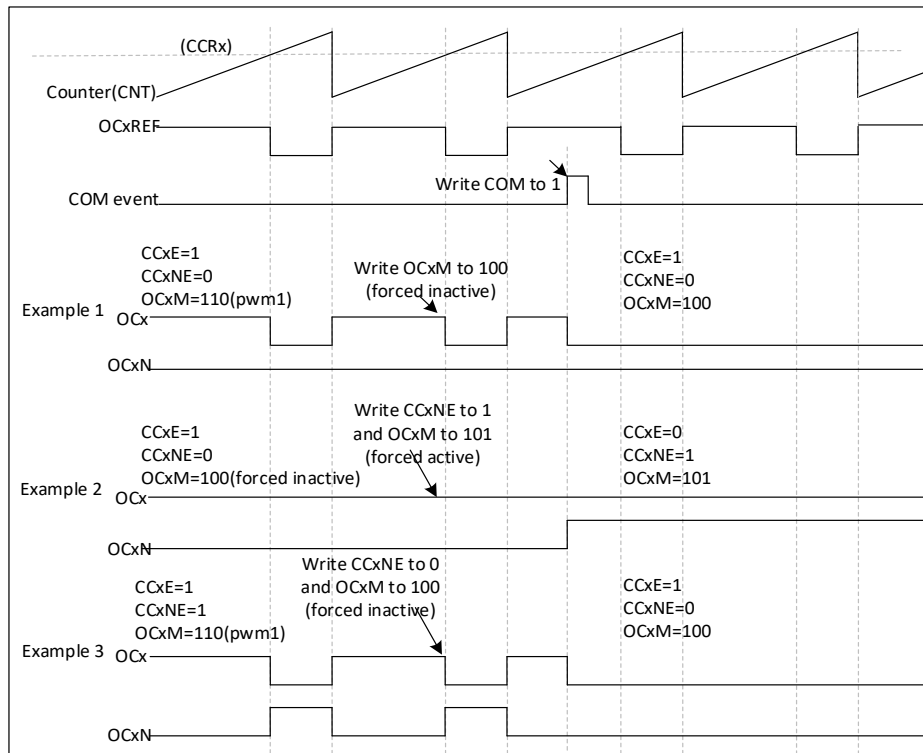 (CCRx)
Counter(CNT)
OCxREF
Write COM to 1
COM event
CCxE=1
CCxNE=0
OCxM=110(pwm1)
Write OCxM to 100
(forced inactive)
CCxE=1
CCxNE=0
OCxM=100
Example 1
OCx
OCxN
CCxE=1
CCxNE=0
OCxM=100(forced inactive)
Write CCxNE to 1
and OCxM to 101
(forced active)
CCxE=0
CCxNE=1
OCxM=101
Example 2
OCx
OCxN
CCxE=1
CCxNE=1
OCxM=110(pwm1)
Write CCxNE to 0
and OCxM to 100
(forced inactive)
CCxE=1
CCxNE=0
OCxM=100
Example 3
OCx
OCxN